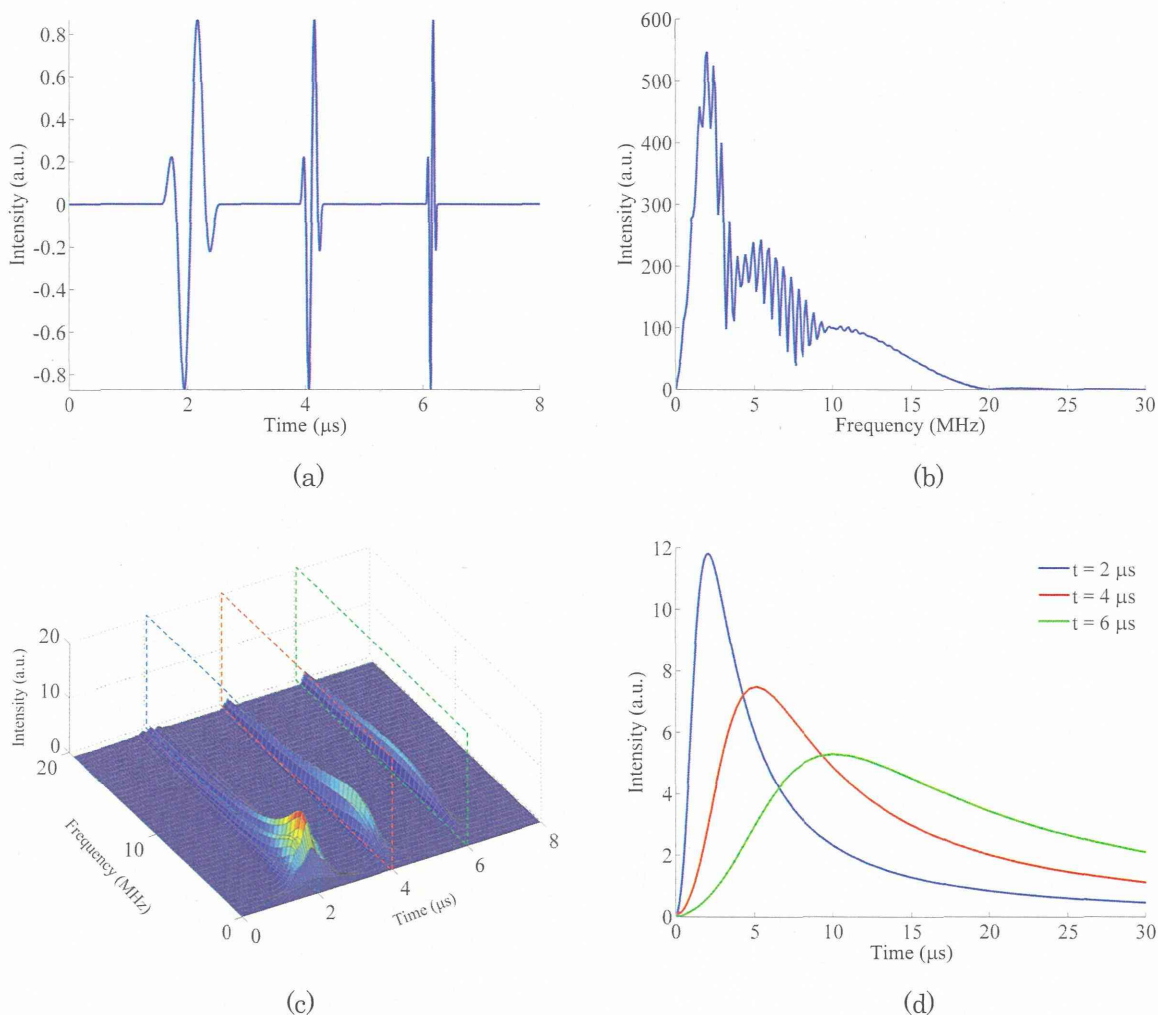 0.8
0.6
0.4
0.2
0
-0.2
-0.4
-0.6
-0.8
Intensity (a.u.)
0 2 4 6 8
Time (μs)
(a)
600
500
400
300
200
100
0
Intensity (a.u.)
0 5 10 15 20 25 30
Frequency (MHz)
(b)
20
10
0
Intensity (a.u.)
20
10
0
Frequency (MHz)
0
2
4
6
8
Time (μs)
(c)
12
10
8
6
4
2
0
Intensity (a.u.)
t = 2 μs
t = 4 μs
t = 6 μs
0 5 10 15 20 25 30
Time (μs)
(d)